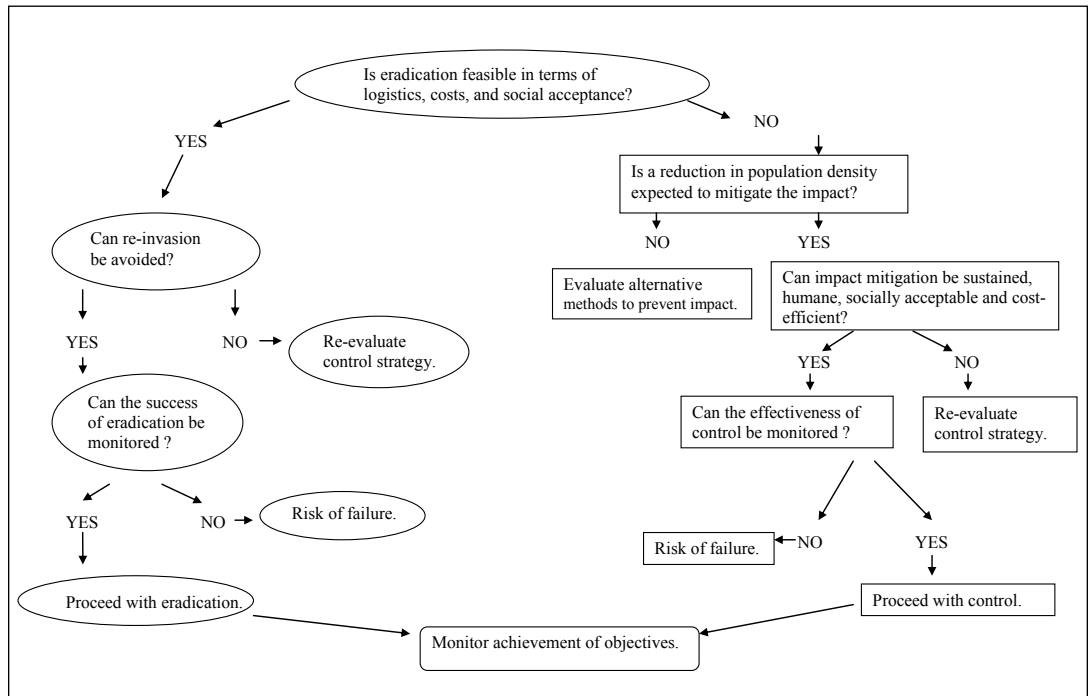 Is eradication feasible in terms of
logistics, costs, and social acceptance?
YES
NO
Is a reduction in population density
expected to mitigate the impact?
Can re-invasion
be avoided?
NO
YES
Evaluate alternative
methods to prevent impact.
Can impact mitigation be sustained,
humane, socially acceptable and cost-
efficient?
YES
NO
Re-evaluate
control strategy.
YES
NO
Can the success
of eradication be
monitored ?
Can the effectiveness of
control be monitored ?
Re-evaluate
control strategy.
YES
NO
Risk of failure.
Risk of failure.
NO
YES
Proceed with eradication.
Proceed with control.
Monitor achievement of objectives.